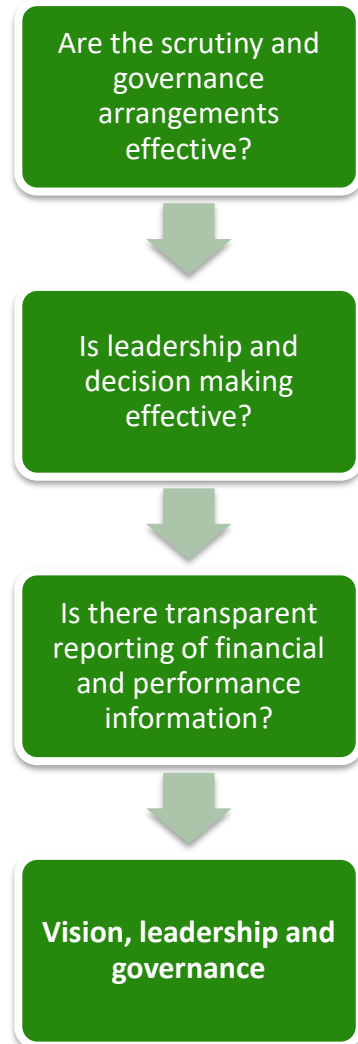 Are the scrutiny and
governance
arrangements
effective?
Is leadership and
decision making
effective?
Is there transparent
reporting of financial
and performance
information?
Vision, leadership and
governance